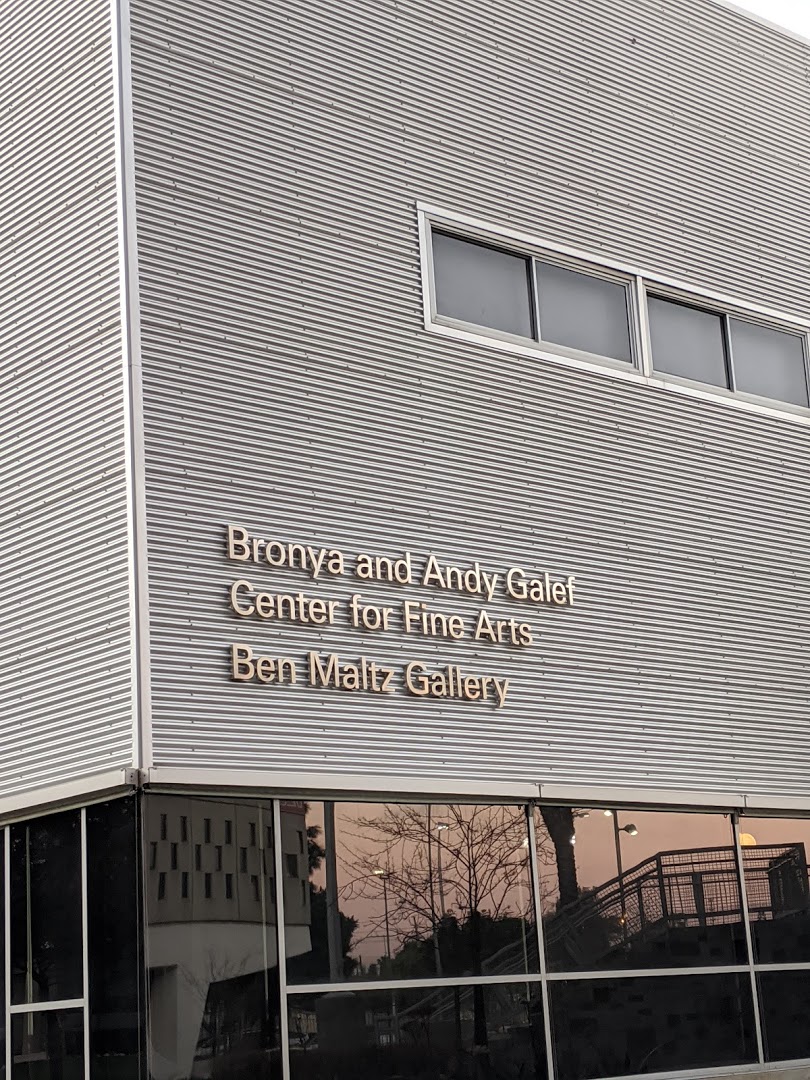 Bronya and Andy Galef
Center for Fine Arts
Ben Maltz Gallery